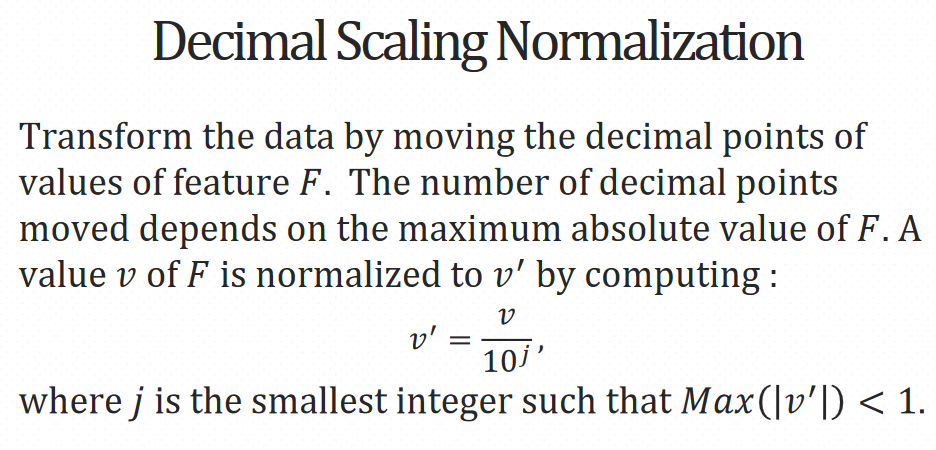 Decimal Scaling Normalization
Transform the data by moving the decimal points of
values of feature F. The number of decimal points
moved depends on the maximum absolute value of F. A
value v of F is normalized to v′ by computing :
v′ = v / 10^j ,
where j is the smallest integer such that Max(|v′|) < 1.